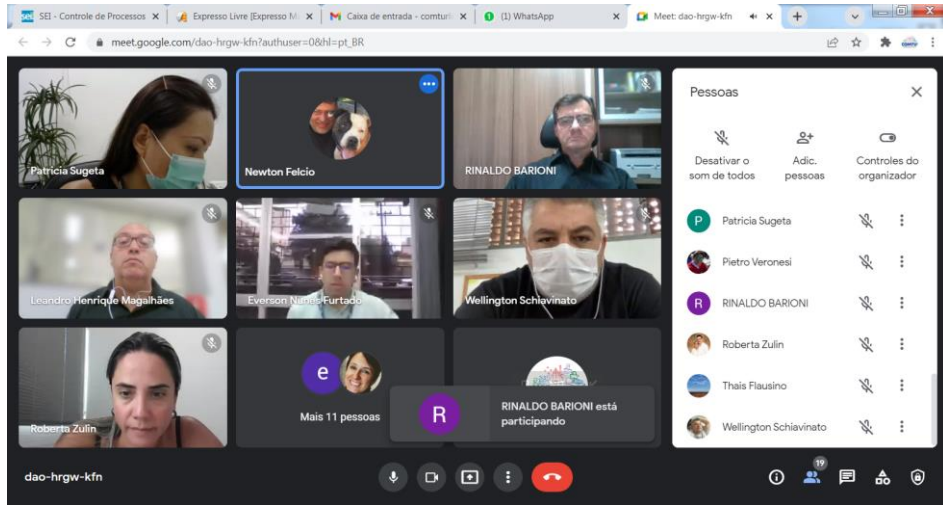 sei SEI - Controle de Processos X
Expresso Livre [Expresso M X
Caixa de entrada - comturi X
(1) WhatsApp X
Meet: dao-hrgw-kfn X
+
meet.google.com/dao-hrgw-kfn?authuser=0&hl=pt_BR
Patricia Sugeta
Newton Felcio
RINALDO BARIONI
Leandro Henrique Magalhães
Everson Nunes Furtado
Wellington Schiavinato
Roberta Zulin
e
Mais 11 pessoas
R
RINALDO BARIONI está
participando
Pessoas
Desativar o
som de todos
Adic.
pessoas
Controles do
organizador
P Patricia Sugeta
Pietro Veronesi
R RINALDO BARIONI
Roberta Zulin
Thais Flausino
Wellington Schiavinato
dao-hrgw-kfn
19